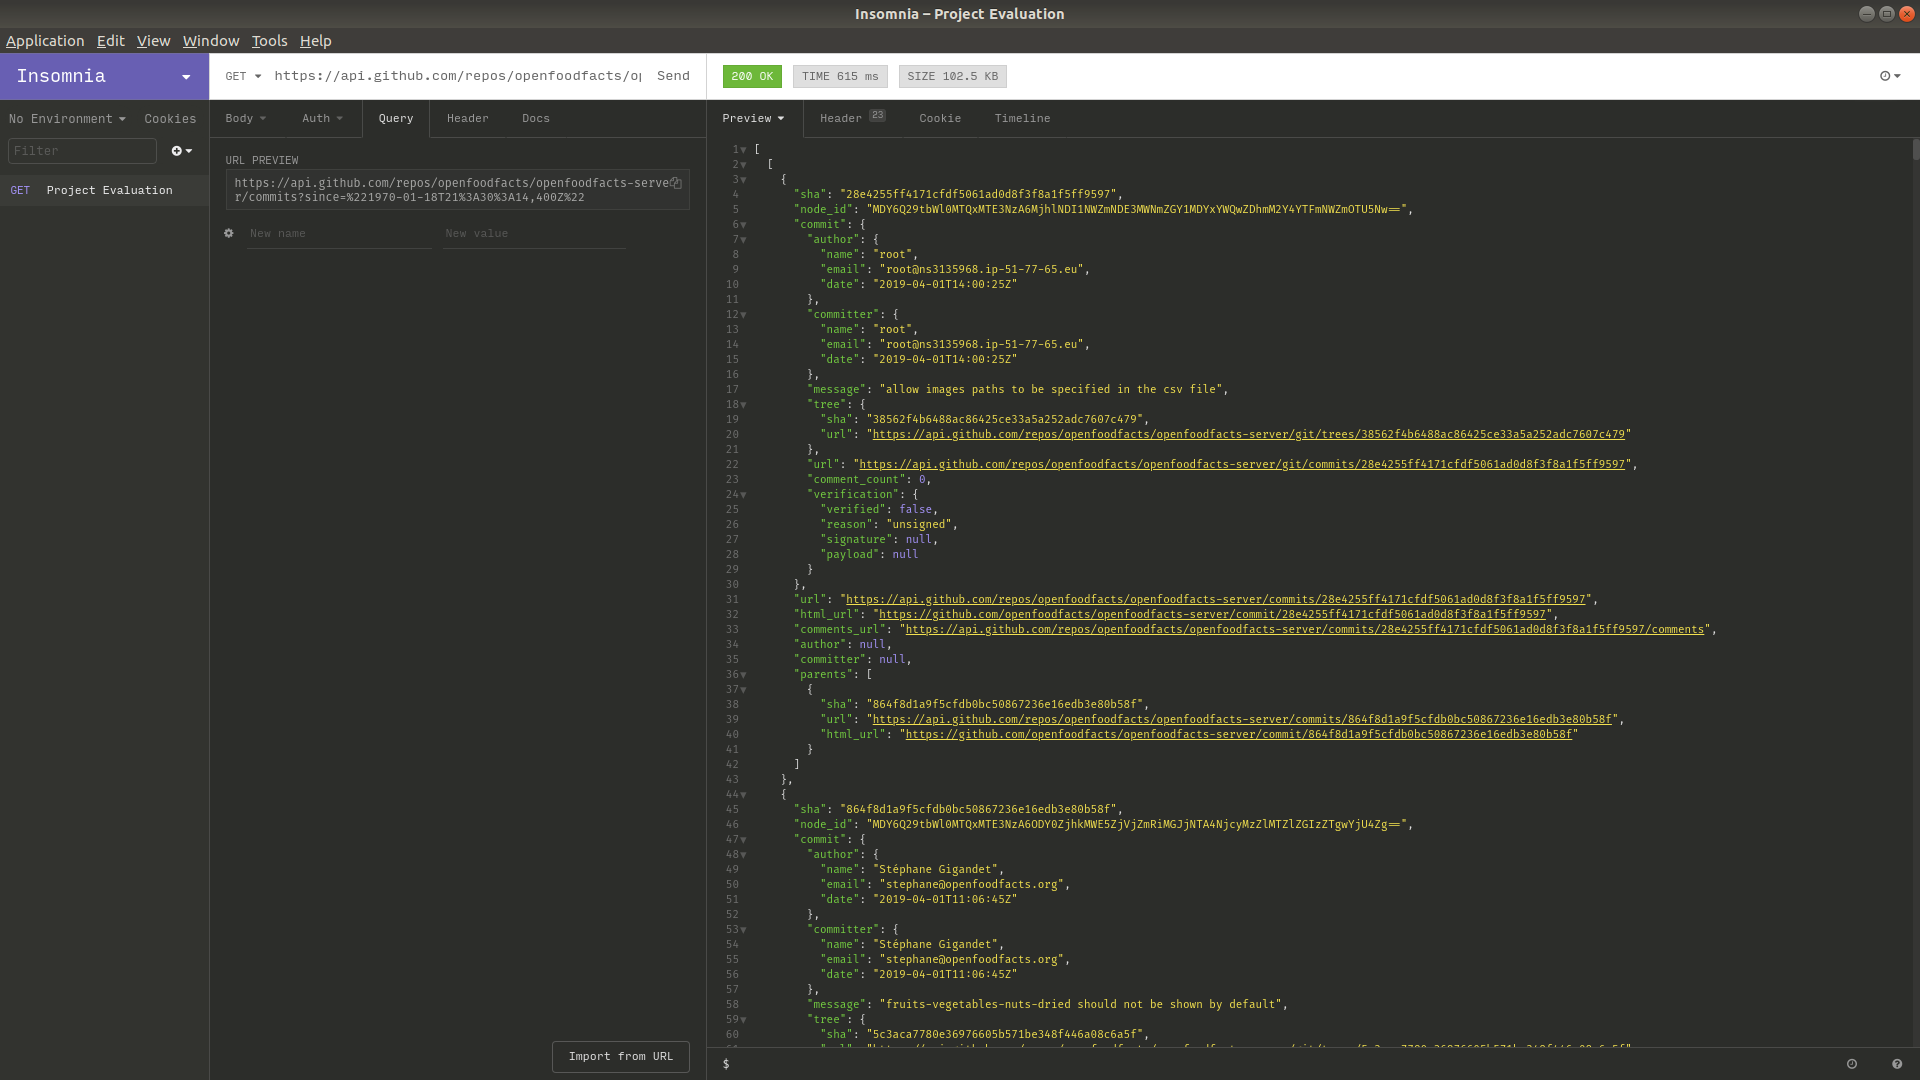 Insomnia – Project Evaluation
Application Edit View Window Tools Help
Insomnia
GET https://api.github.com/repos/openfoodfacts/op Send
200 OK TIME 615 ms SIZE 102.5 KB
No Environment Cookies
Filter
GET Project Evaluation
Body Auth Query Header Docs
URL PREVIEW
https://api.github.com/repos/openfoodfacts/openfoodfacts-serve
r/commits?since=%221970-01-18T21%3A30%3A14,400Z%22
New name New value
Import from URL
Preview Header 23 Cookie Timeline
1 [
2 [
3 {
4 "sha": "28e4255ff4171cfdf5061ad0d8f3f8a1f5ff9597",
5 "node_id": "MDY6Q29tbWl0MTQxMTE3NzA6MjhlNDI1NWZmNDE3MWNmZGY1MDYxYWQwZDhmM2Y4YTFmNWZmOTU5Nw==",
6 "commit": {
7 "author": {
8 "name": "root",
9 "email": "root@ns3135968.ip-51-77-65.eu",
10 "date": "2019-04-01T14:00:25Z"
11 },
12 "committer": {
13 "name": "root",
14 "email": "root@ns3135968.ip-51-77-65.eu",
15 "date": "2019-04-01T14:00:25Z"
16 },
17 "message": "allow images paths to be specified in the csv file",
18 "tree": {
19 "sha": "38562f4b6488ac86425ce33a5a252adc7607c479",
20 "url": "https://api.github.com/repos/openfoodfacts/openfoodfacts-server/git/trees/38562f4b6488ac86425ce33a5a252adc7607c479"
21 },
22 "url": "https://api.github.com/repos/openfoodfacts/openfoodfacts-server/git/commits/28e4255ff4171cfdf5061ad0d8f3f8a1f5ff9597",
23 "comment_count": 0,
24 "verification": {
25 "verified": false,
26 "reason": "unsigned",
27 "signature": null,
28 "payload": null
29 }
30 },
31 "url": "https://api.github.com/repos/openfoodfacts/openfoodfacts-server/commits/28e4255ff4171cfdf5061ad0d8f3f8a1f5ff9597",
32 "html_url": "https://github.com/openfoodfacts/openfoodfacts-server/commit/28e4255ff4171cfdf5061ad0d8f3f8a1f5ff9597",
33 "comments_url": "https://api.github.com/repos/openfoodfacts/openfoodfacts-server/commits/28e4255ff4171cfdf5061ad0d8f3f8a1f5ff9597/comments",
34 "author": null,
35 "committer": null,
36 "parents": [
37 {
38 "sha": "864f8d1a9f5cfdb0bc50867236e16edb3e80b58f",
39 "url": "https://api.github.com/repos/openfoodfacts/openfoodfacts-server/commits/864f8d1a9f5cfdb0bc50867236e16edb3e80b58f",
40 "html_url": "https://github.com/openfoodfacts/openfoodfacts-server/commit/864f8d1a9f5cfdb0bc50867236e16edb3e80b58f"
41 }
42 ]
43 },
44 {
45 "sha": "864f8d1a9f5cfdb0bc50867236e16edb3e80b58f",
46 "node_id": "MDY6Q29tbWl0MTQxMTE3NzA6ODY0ZjhkMWE5ZjVjZmRiMGJjNTA4NjcyMzZlMTZlZGIzZTgwYjU4Zg==",
47 "commit": {
48 "author": {
49 "name": "Stéphane Gigandet",
50 "email": "stephane@openfoodfacts.org",
51 "date": "2019-04-01T11:06:45Z"
52 },
53 "committer": {
54 "name": "Stéphane Gigandet",
55 "email": "stephane@openfoodfacts.org",
56 "date": "2019-04-01T11:06:45Z"
57 },
58 "message": "fruits-vegetables-nuts-dried should not be shown by default",
59 "tree": {
60 "sha": "5c3aca7780e36976605b571be348f446a08c6a5f",
$